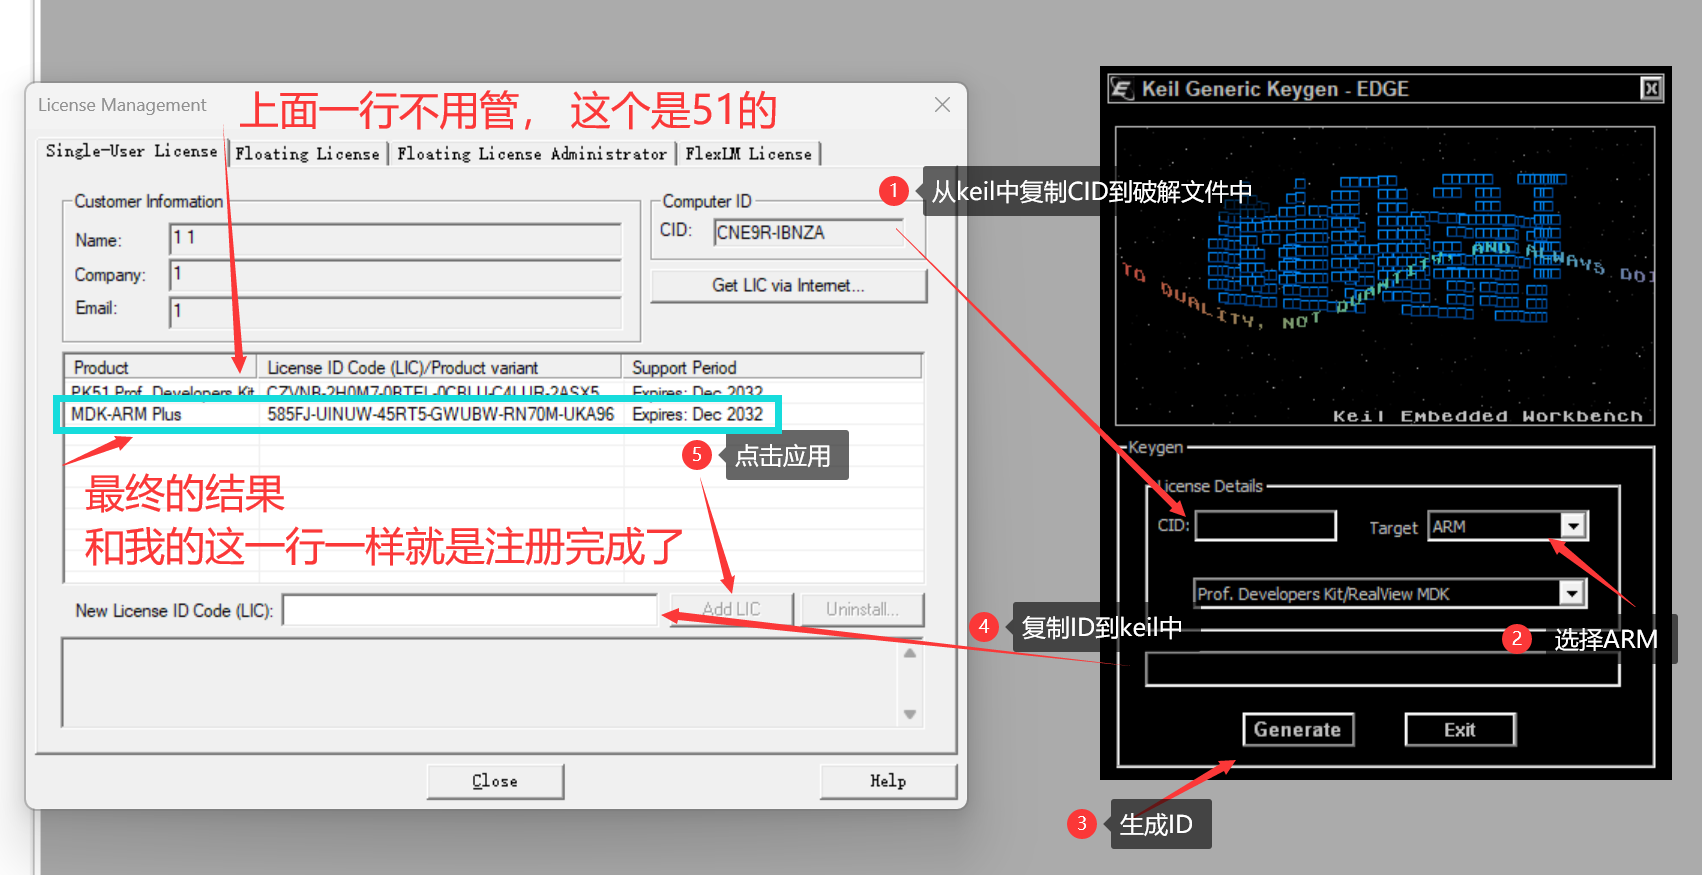 License Management
上面一行不用管， 这个是51的
Single-User License
Floating License
Floating License Administrator
FlexLM License
Customer Information
Name: 1 1
Company: 1
Email: 1
Computer ID
CID: CNE9R-IBNZA
Get LIC via Internet...
Product
License ID Code (LIC)/Product variant
Support Period
PK51 Prof. Developers Kit
Expires: Dec 2032
MDK-ARM Plus
585FJ-UINUW-45RT5-GWUBW-RN70M-UKA96
Expires: Dec 2032
5 点击应用
最终的结果
和我的这一行一样就是注册完成了
New License ID Code (LIC):
Add LIC
Uninstall...
Close
Help
1 从keil中复制CID到破解文件中
Keil Generic Keygen - EDGE
TO QUALITY, NOT QUANTITY, AND ALWAYS DOI
Keil Embedded Workbench
Keygen
License Details
CID:
Target ARM
Prof. Developers Kit/RealView MDK
4 复制ID到keil中
2 选择ARM
Generate
Exit
3 生成ID